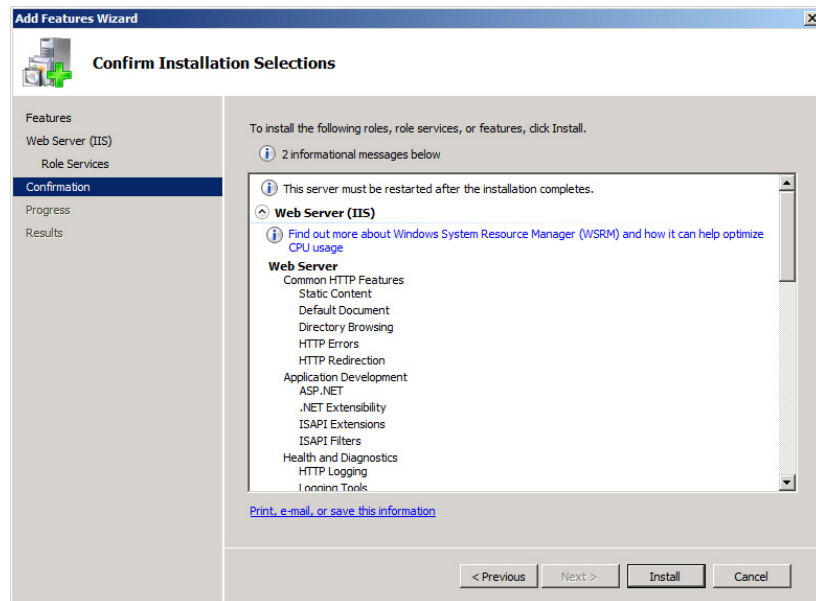 Add Features Wizard
Confirm Installation Selections
Features
Web Server (IIS)
Role Services
Confirmation
Progress
Results
To install the following roles, role services, or features, click Install.
2 informational messages below
This server must be restarted after the installation completes.
Web Server (IIS)
Find out more about Windows System Resource Manager (WSRM) and how it can help optimize
CPU usage
Web Server
Common HTTP Features
Static Content
Default Document
Directory Browsing
HTTP Errors
HTTP Redirection
Application Development
ASP.NET
.NET Extensibility
ISAPI Extensions
ISAPI Filters
Health and Diagnostics
HTTP Logging
Logging Tools
Print, e-mail, or save this information
< Previous
Next >
Install
Cancel